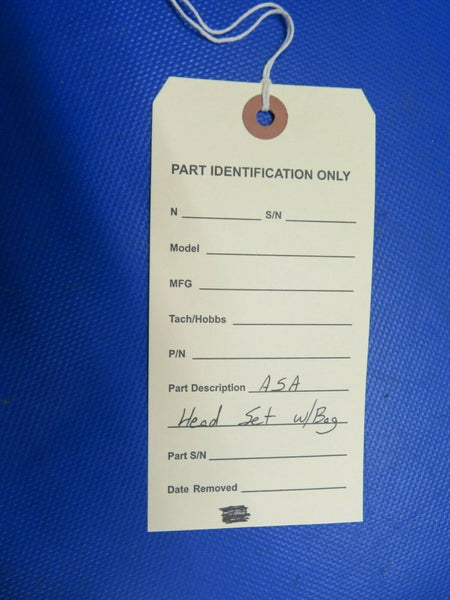 PART IDENTIFICATION ONLY
N S/N
Model
MFG
Tach/Hobbs
P/N
Part Description ASA
Head Set w/Bag
Part S/N
Date Removed